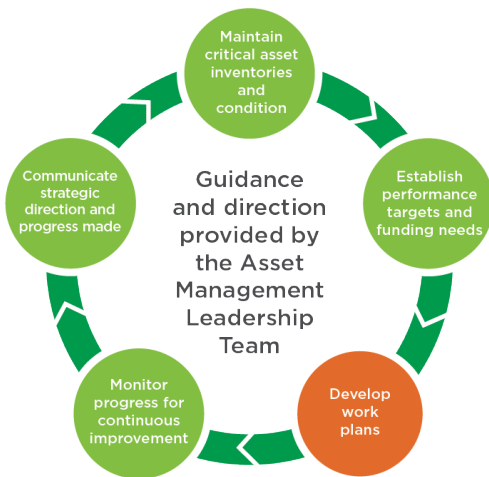 Maintain
critical asset
inventories
and
condition
Establish
performance
targets and
funding needs
Develop
work
plans
Monitor
progress for
continuous
improvement
Communicate
strategic
direction and
progress made
Guidance
and direction
provided by
the Asset
Management
Leadership
Team